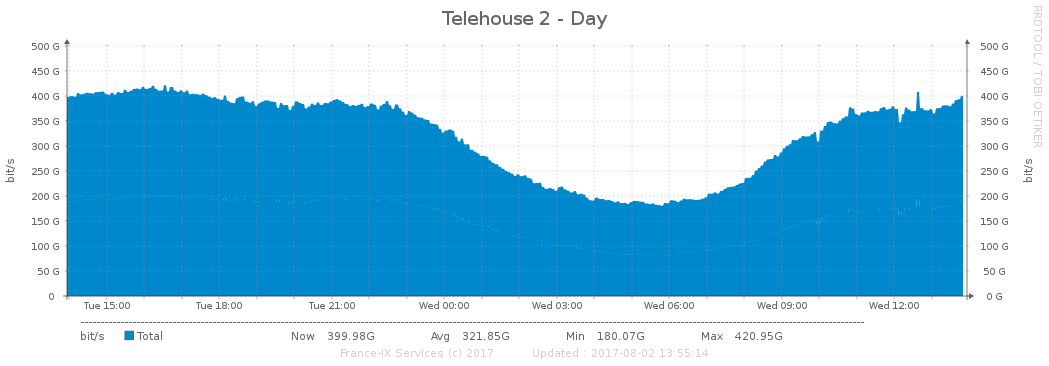 Telehouse 2 - Day
RRDTOOL / TOBI OETIKER
500 G 500 G
450 G 450 G
400 G 400 G
350 G 350 G
300 G 300 G
250 G 250 G
200 G 200 G
150 G 150 G
100 G 100 G
50 G 50 G
0 0 G
bit/s bit/s
Tue 15:00 Tue 18:00 Tue 21:00 Wed 00:00 Wed 03:00 Wed 06:00 Wed 09:00 Wed 12:00
bit/s Total Now 399.98G Avg 321.85G Min 180.07G Max 420.95G
France-IX Services (c) 2017 Updated : 2017-08-02 13:55:14